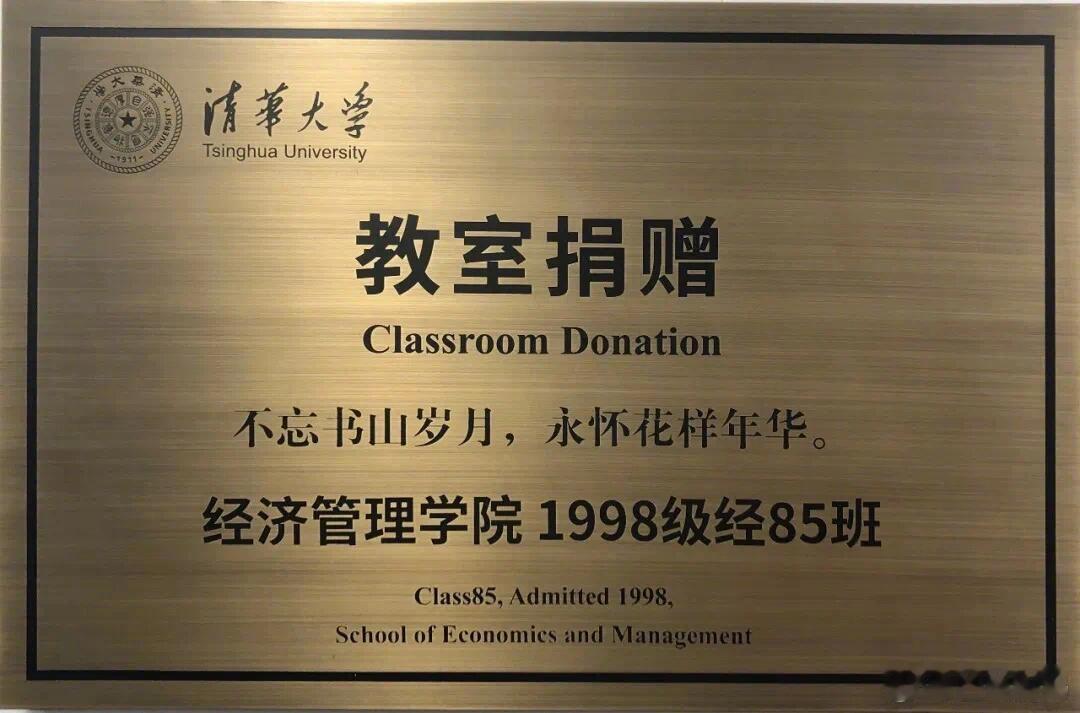 清華大学
Tsinghua University
教室捐赠
Classroom Donation
不忘书山岁月，永怀花样年华。
经济管理学院 1998级经85班
Class85, Admitted 1998,
School of Economics and Management